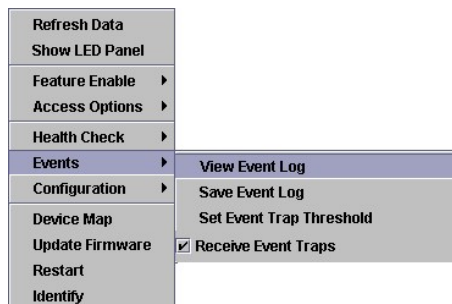 Refresh Data
Show LED Panel
Feature Enable
Access Options
Health Check
Events
Configuration
Device Map
Update Firmware
Restart
Identify
View Event Log
Save Event Log
Set Event Trap Threshold
Receive Event Traps